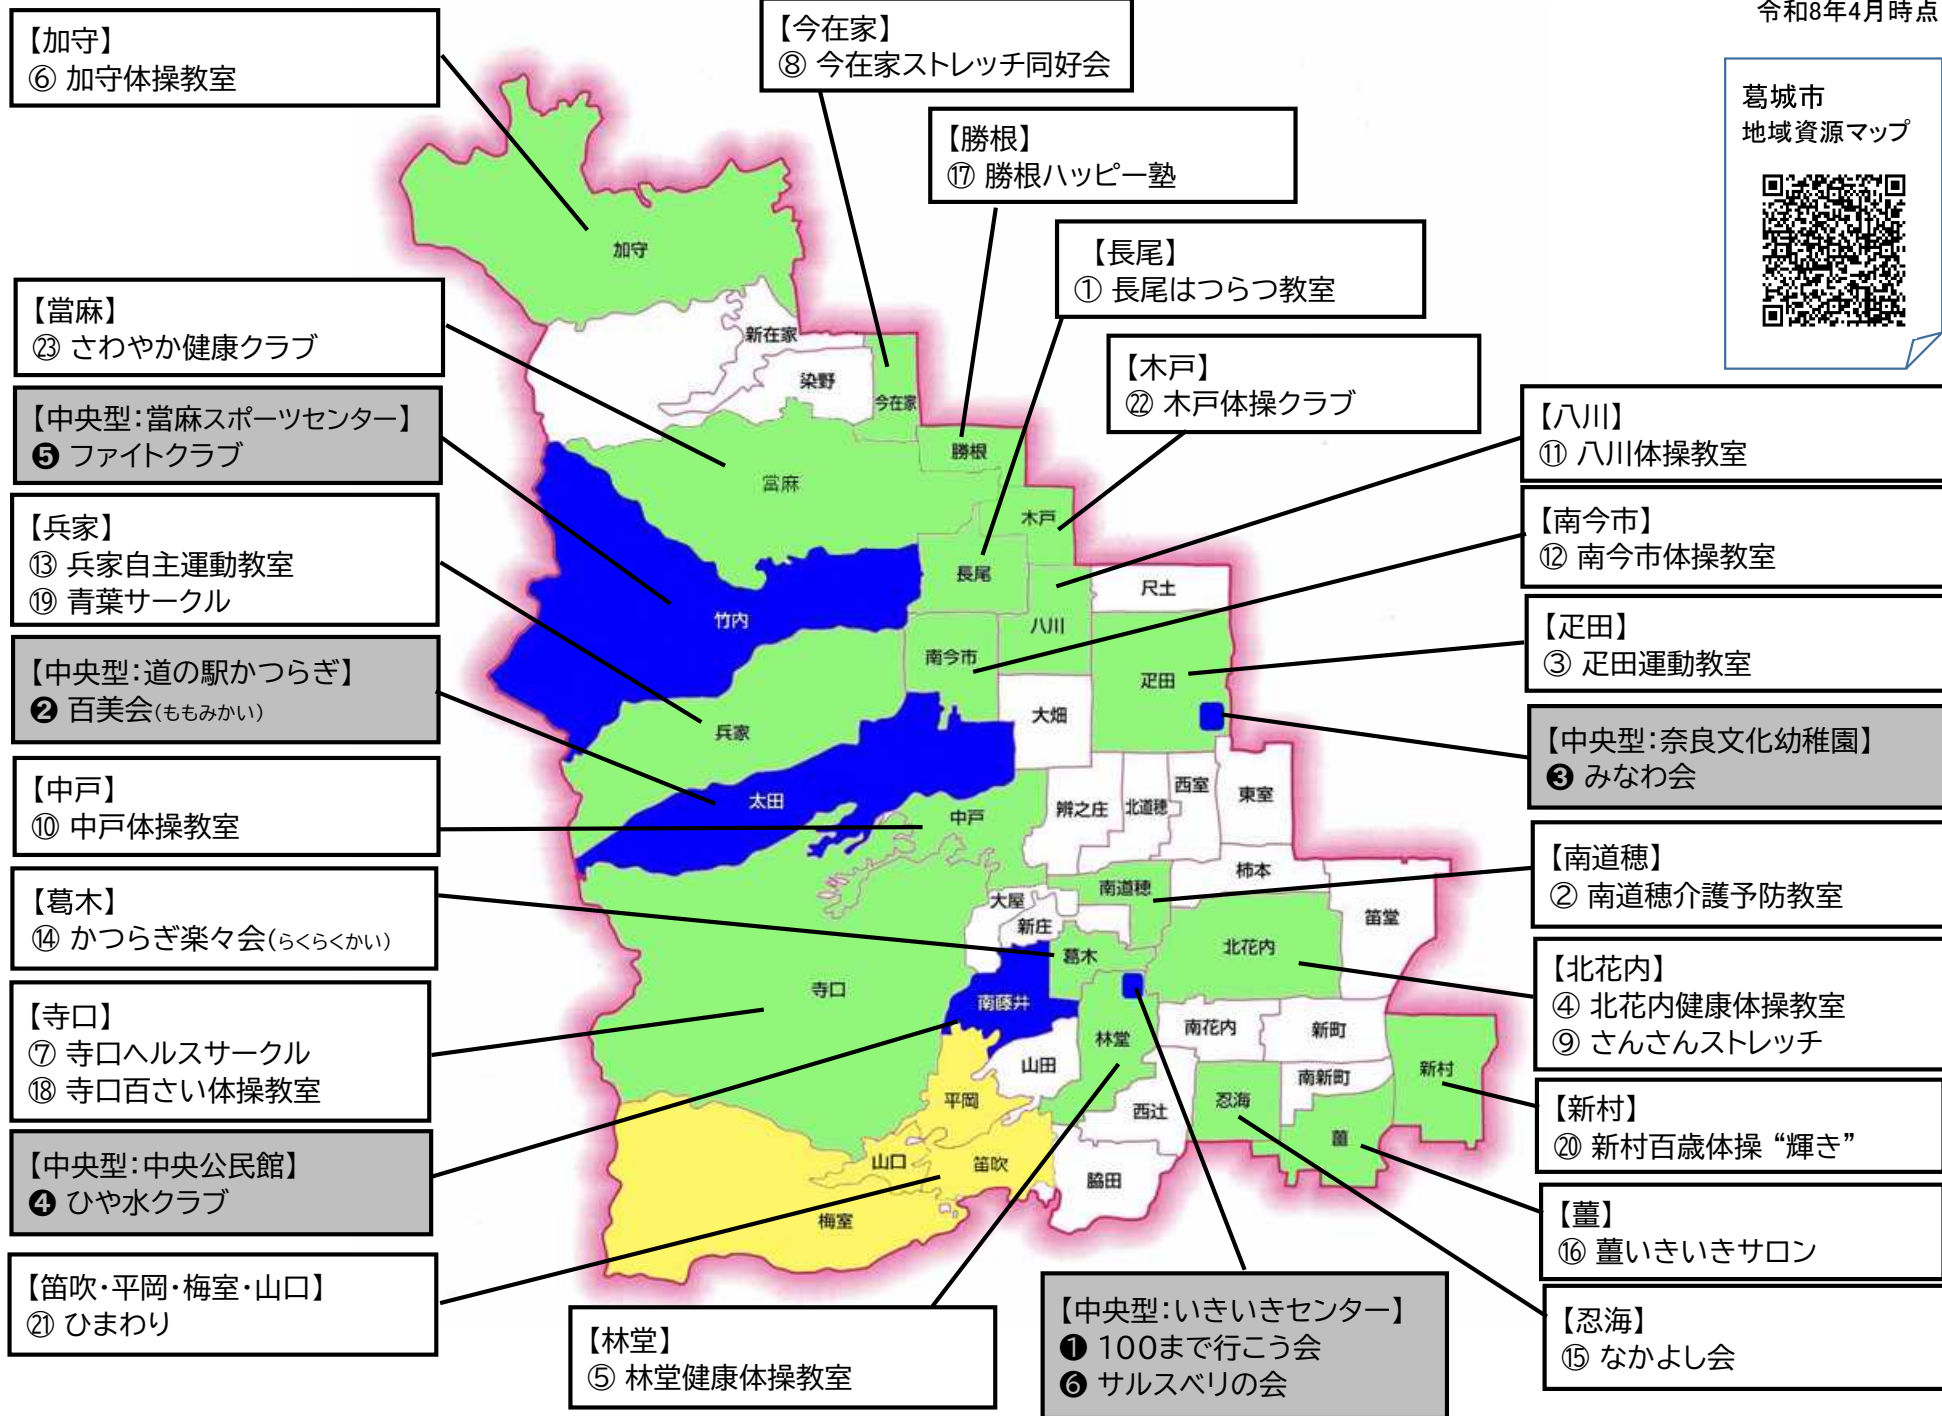 令和8年4月時点
葛城市
地域資源マップ
【加守】
⑥ 加守体操教室
【今在家】
⑧ 今在家ストレッチ同好会
【勝根】
⑰ 勝根ハッピー塾
【長尾】
① 長尾はつらつ教室
【木戸】
㉒ 木戸体操クラブ
【當麻】
㉓ さわやか健康クラブ
【中央型：當麻スポーツセンター】
❺ ファイトクラブ
【兵家】
⑬ 兵家自主運動教室
⑲ 青葉サークル
【中央型：道の駅かつらぎ】
❷ 百美会(ももみかい)
【中戸】
⑩ 中戸体操教室
【葛木】
⑭ かつらぎ楽々会(らくらくかい)
【寺口】
⑦ 寺口ヘルスサークル
⑱ 寺口百さい体操教室
【中央型：中央公民館】
❹ ひや水クラブ
【笛吹・平岡・梅室・山口】
㉑ ひまわり
【林堂】
⑤ 林堂健康体操教室
【中央型：いきいきセンター】
❶ 100まで行こう会
❻ サルスベリの会
【八川】
⑪ 八川体操教室
【南今市】
⑫ 南今市体操教室
【疋田】
③ 疋田運動教室
【中央型：奈良文化幼稚園】
❸ みなわ会
【南道穂】
② 南道穂介護予防教室
【北花内】
④ 北花内健康体操教室
⑨ さんさんストレッチ
【新村】
⑳ 新村百歳体操 “輝き”
【薑】
⑯ 薑いきいきサロン
【忍海】
⑮ なかよし会
加守
新在家
染野
今在家
勝根
當麻
木戸
長尾
尺土
竹内
八川
南今市
疋田
大畑
兵家
太田
中戸
辨之庄
北道穂
西室
東室
南道穂
柿本
大屋
新庄
笛堂
葛木
北花内
寺口
南藤井
林堂
南花内
新町
山田
南新町
新村
平岡
西辻
忍海
薑
山口
笛吹
脇田
梅室